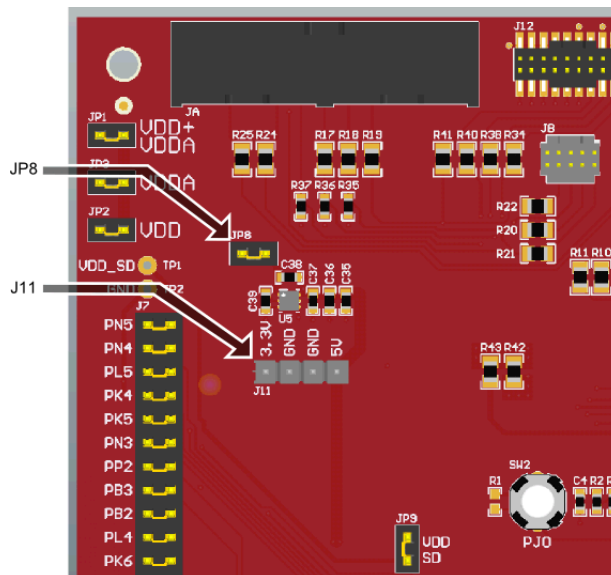 J12
JA
JP1
VDD+
VDDA
R25 R24
R17 R18 R19
R41 R40 R38 R34
J8
JP8
VDDA
R37 R36 R35
JP2
VDD
R22
R20
R21
JP8
VDD_SD TP1
C38
R11 R10
J11
J7
C39
C37
C36
C35
U5
PN5
3.3V
GND
GND
5V
PN4
R43 R42
PL5
J11
PK4
PK5
PN3
PP2
SW2
R1
C4 R2
PB3
PB2
PJ0
JP9
VDD
SD
PL4
PK6